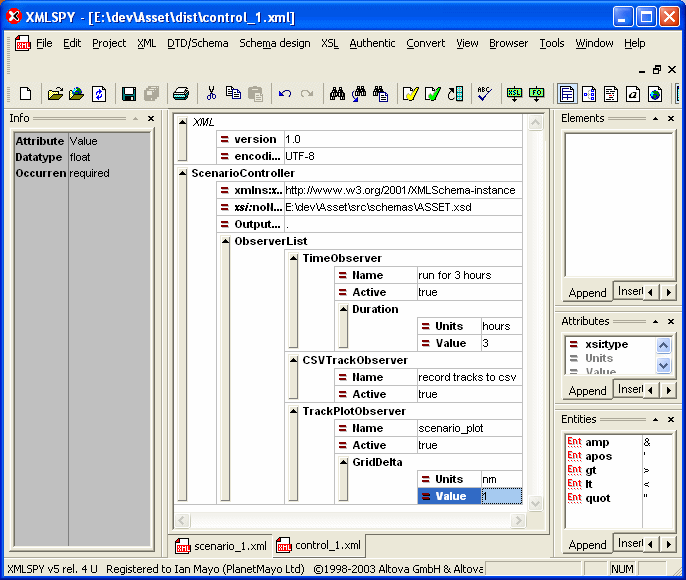 XMLSPY - [E:\dev\Asset\dist\control_1.xml]
File Edit Project XML DTD/Schema Schema design XSL Authentic Convert View Browser Tools Window Help
XSL FO
Info
Attribute Value
Datatype float
Occurren required
XML
= version 1.0
= encodi... UTF-8
ScenarioController
= xmlns:x... http://www.w3.org/2001/XMLSchema-instance
= xsi:noN... E:\dev\Asset\src\schemas\ASSET.xsd
= Output... .
ObserverList
TimeObserver
= Name run for 3 hours
= Active true
Duration
= Units hours
= Value 3
CSVTrackObserver
= Name record tracks to csv
= Active true
TrackPlotObserver
= Name scenario_plot
= Active true
GridDelta
= Units nm
= Value 1
scenario_1.xml control_1.xml
Elements
Append Insert
Attributes
= xsi:type
= Units
= Value
Append Insert
Entities
Ent amp &
Ent apos '
Ent gt >
Ent lt <
Ent quot "
Append Insert
XMLSPY v5 rel. 4 U Registered to Ian Mayo (PlanetMayo Ltd) ©1998-2003 Altova GmbH & Altova NUM